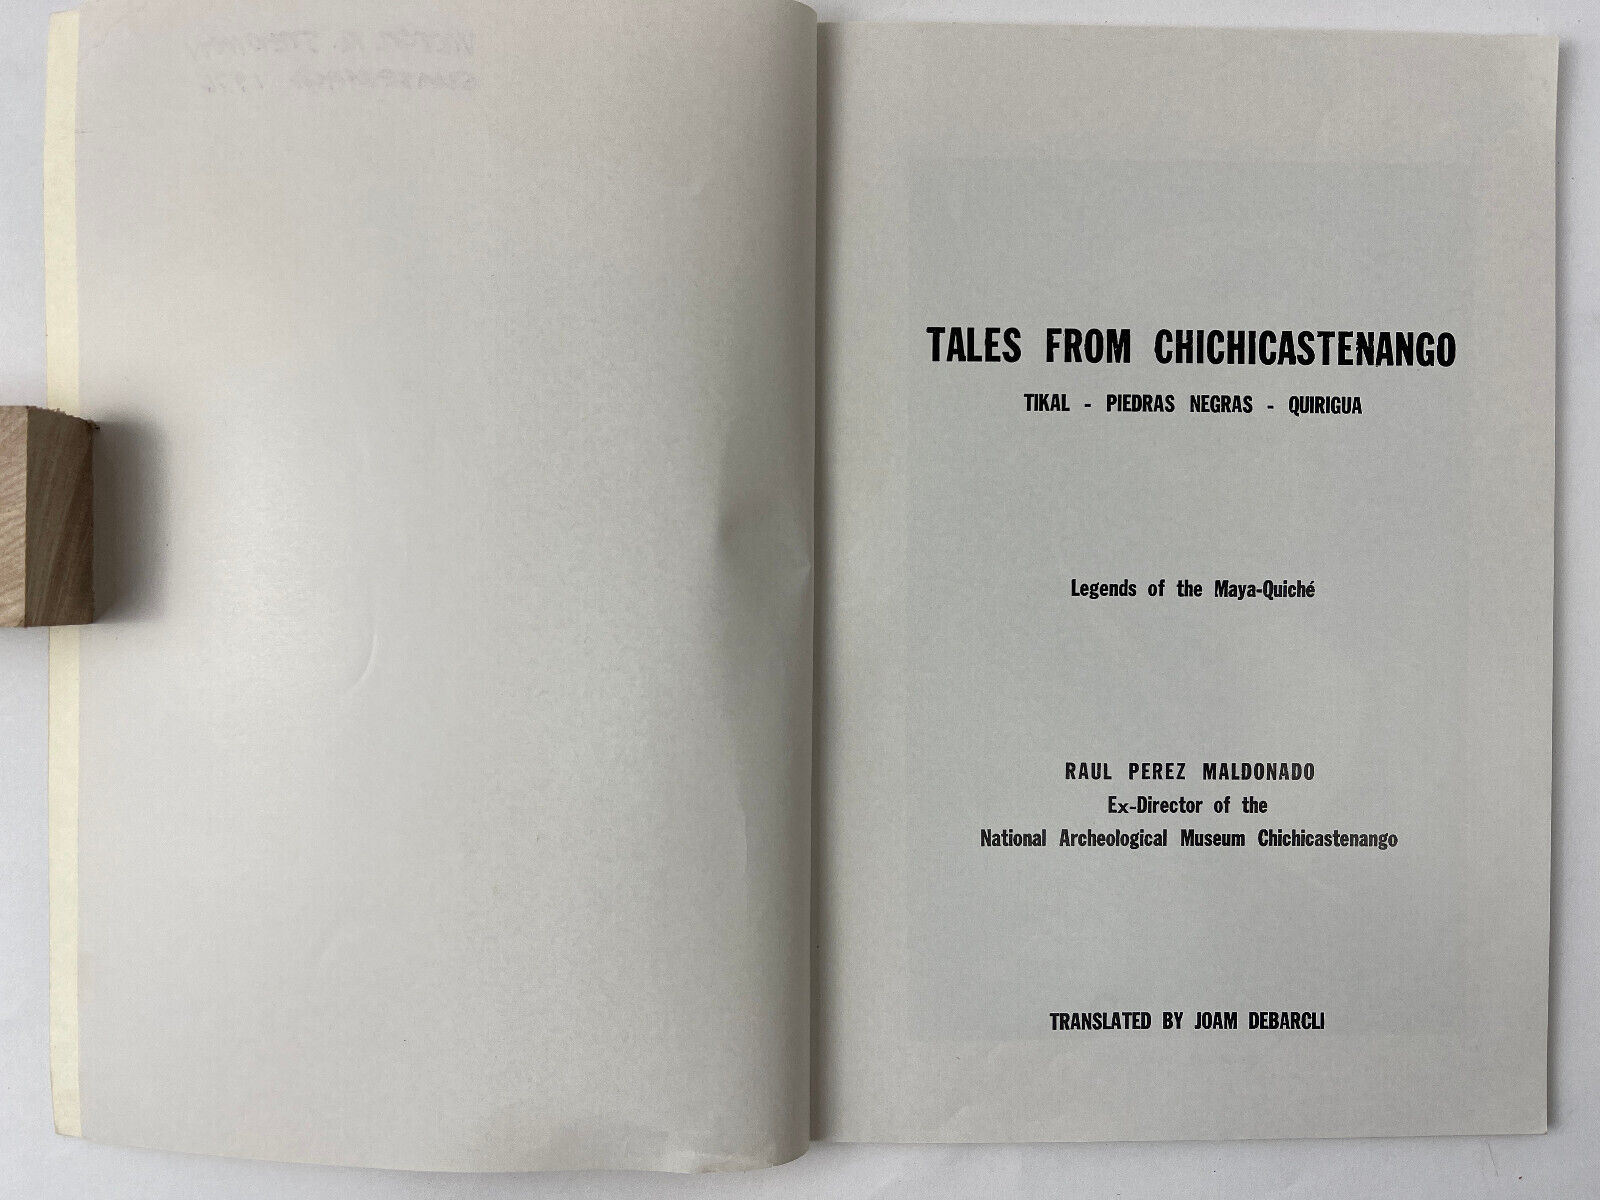 TALES FROM CHICHICASTENANGO
TIKAL - PIEDRAS NEGRAS - QUIRIGUA
Legends of the Maya-Quiché
RAUL PEREZ MALDONADO
Ex-Director of the
National Archeological Museum Chichicastenango
TRANSLATED BY JOAM DEBARCLI